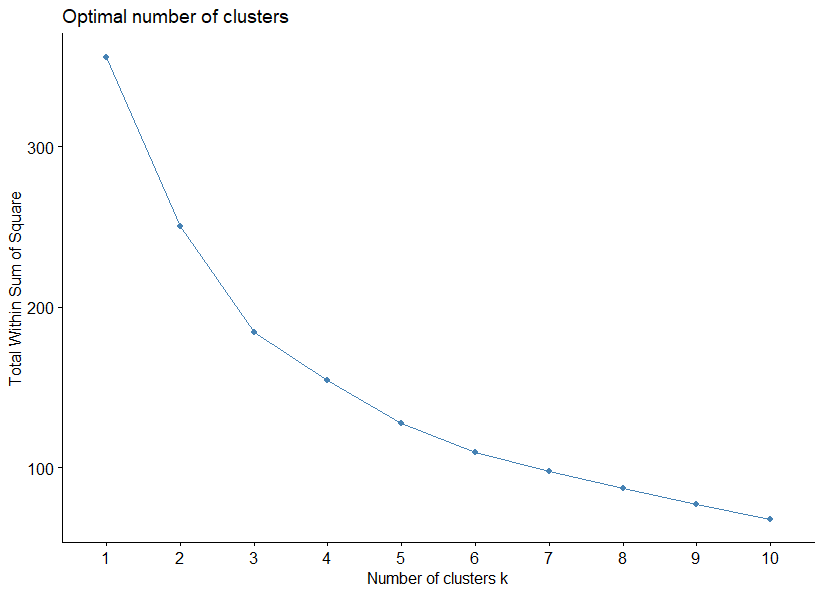 Optimal number of clusters
Total Within Sum of Square
300
200
100
1 2 3 4 5 6 7 8 9 10
Number of clusters k